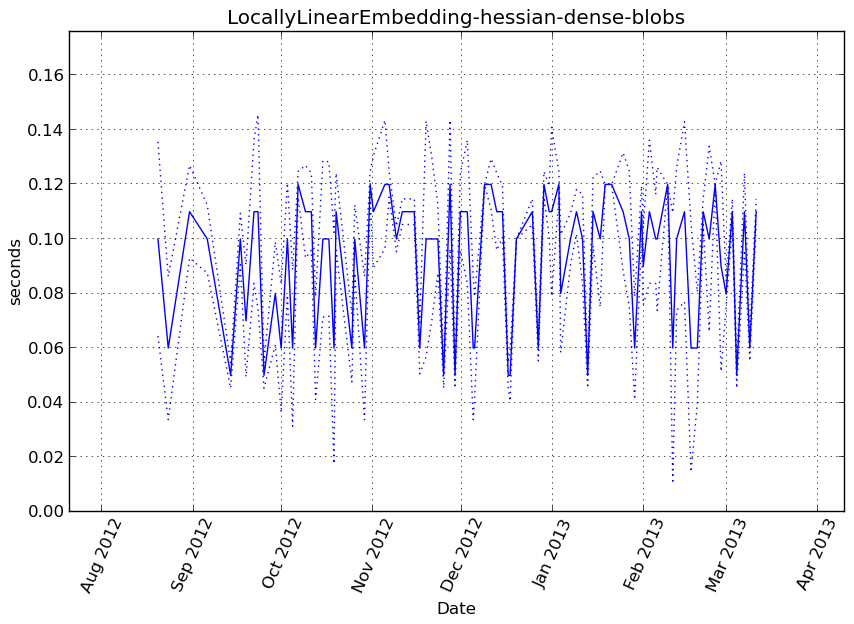 LocallyLinearEmbedding-hessian-dense-blobs
0.16
0.14
0.12
0.10
0.08
0.06
0.04
0.02
0.00
seconds
Aug 2012
Sep 2012
Oct 2012
Nov 2012
Dec 2012
Jan 2013
Feb 2013
Mar 2013
Apr 2013
Date